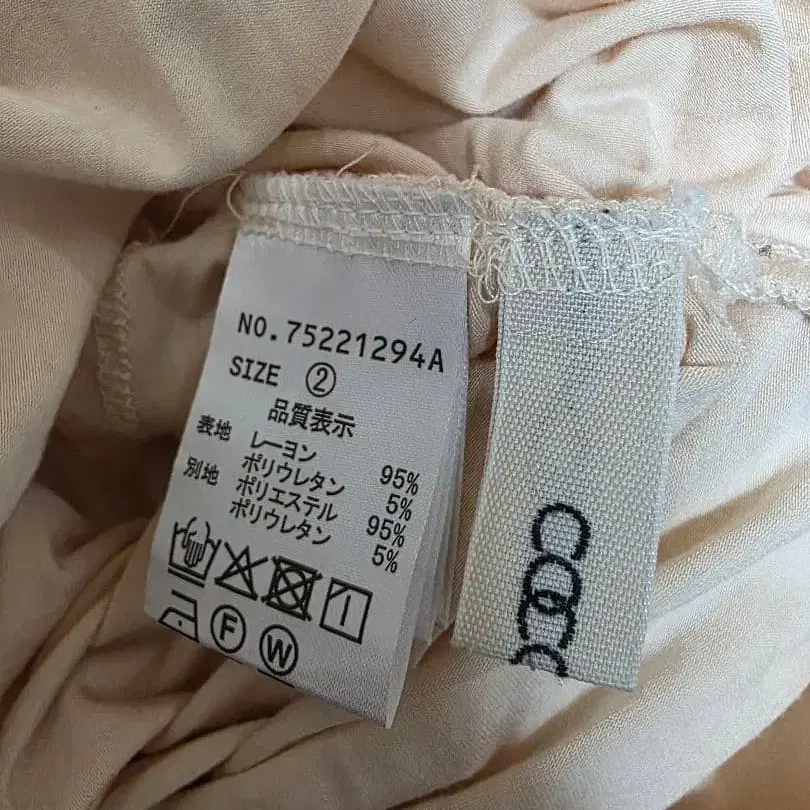 NO.75221294A
SIZE ②
品質表示
表地 レーヨン 95%
ポリウレタン 5%
別地 ポリエステル 95%
ポリウレタン 5%
F W
COCC